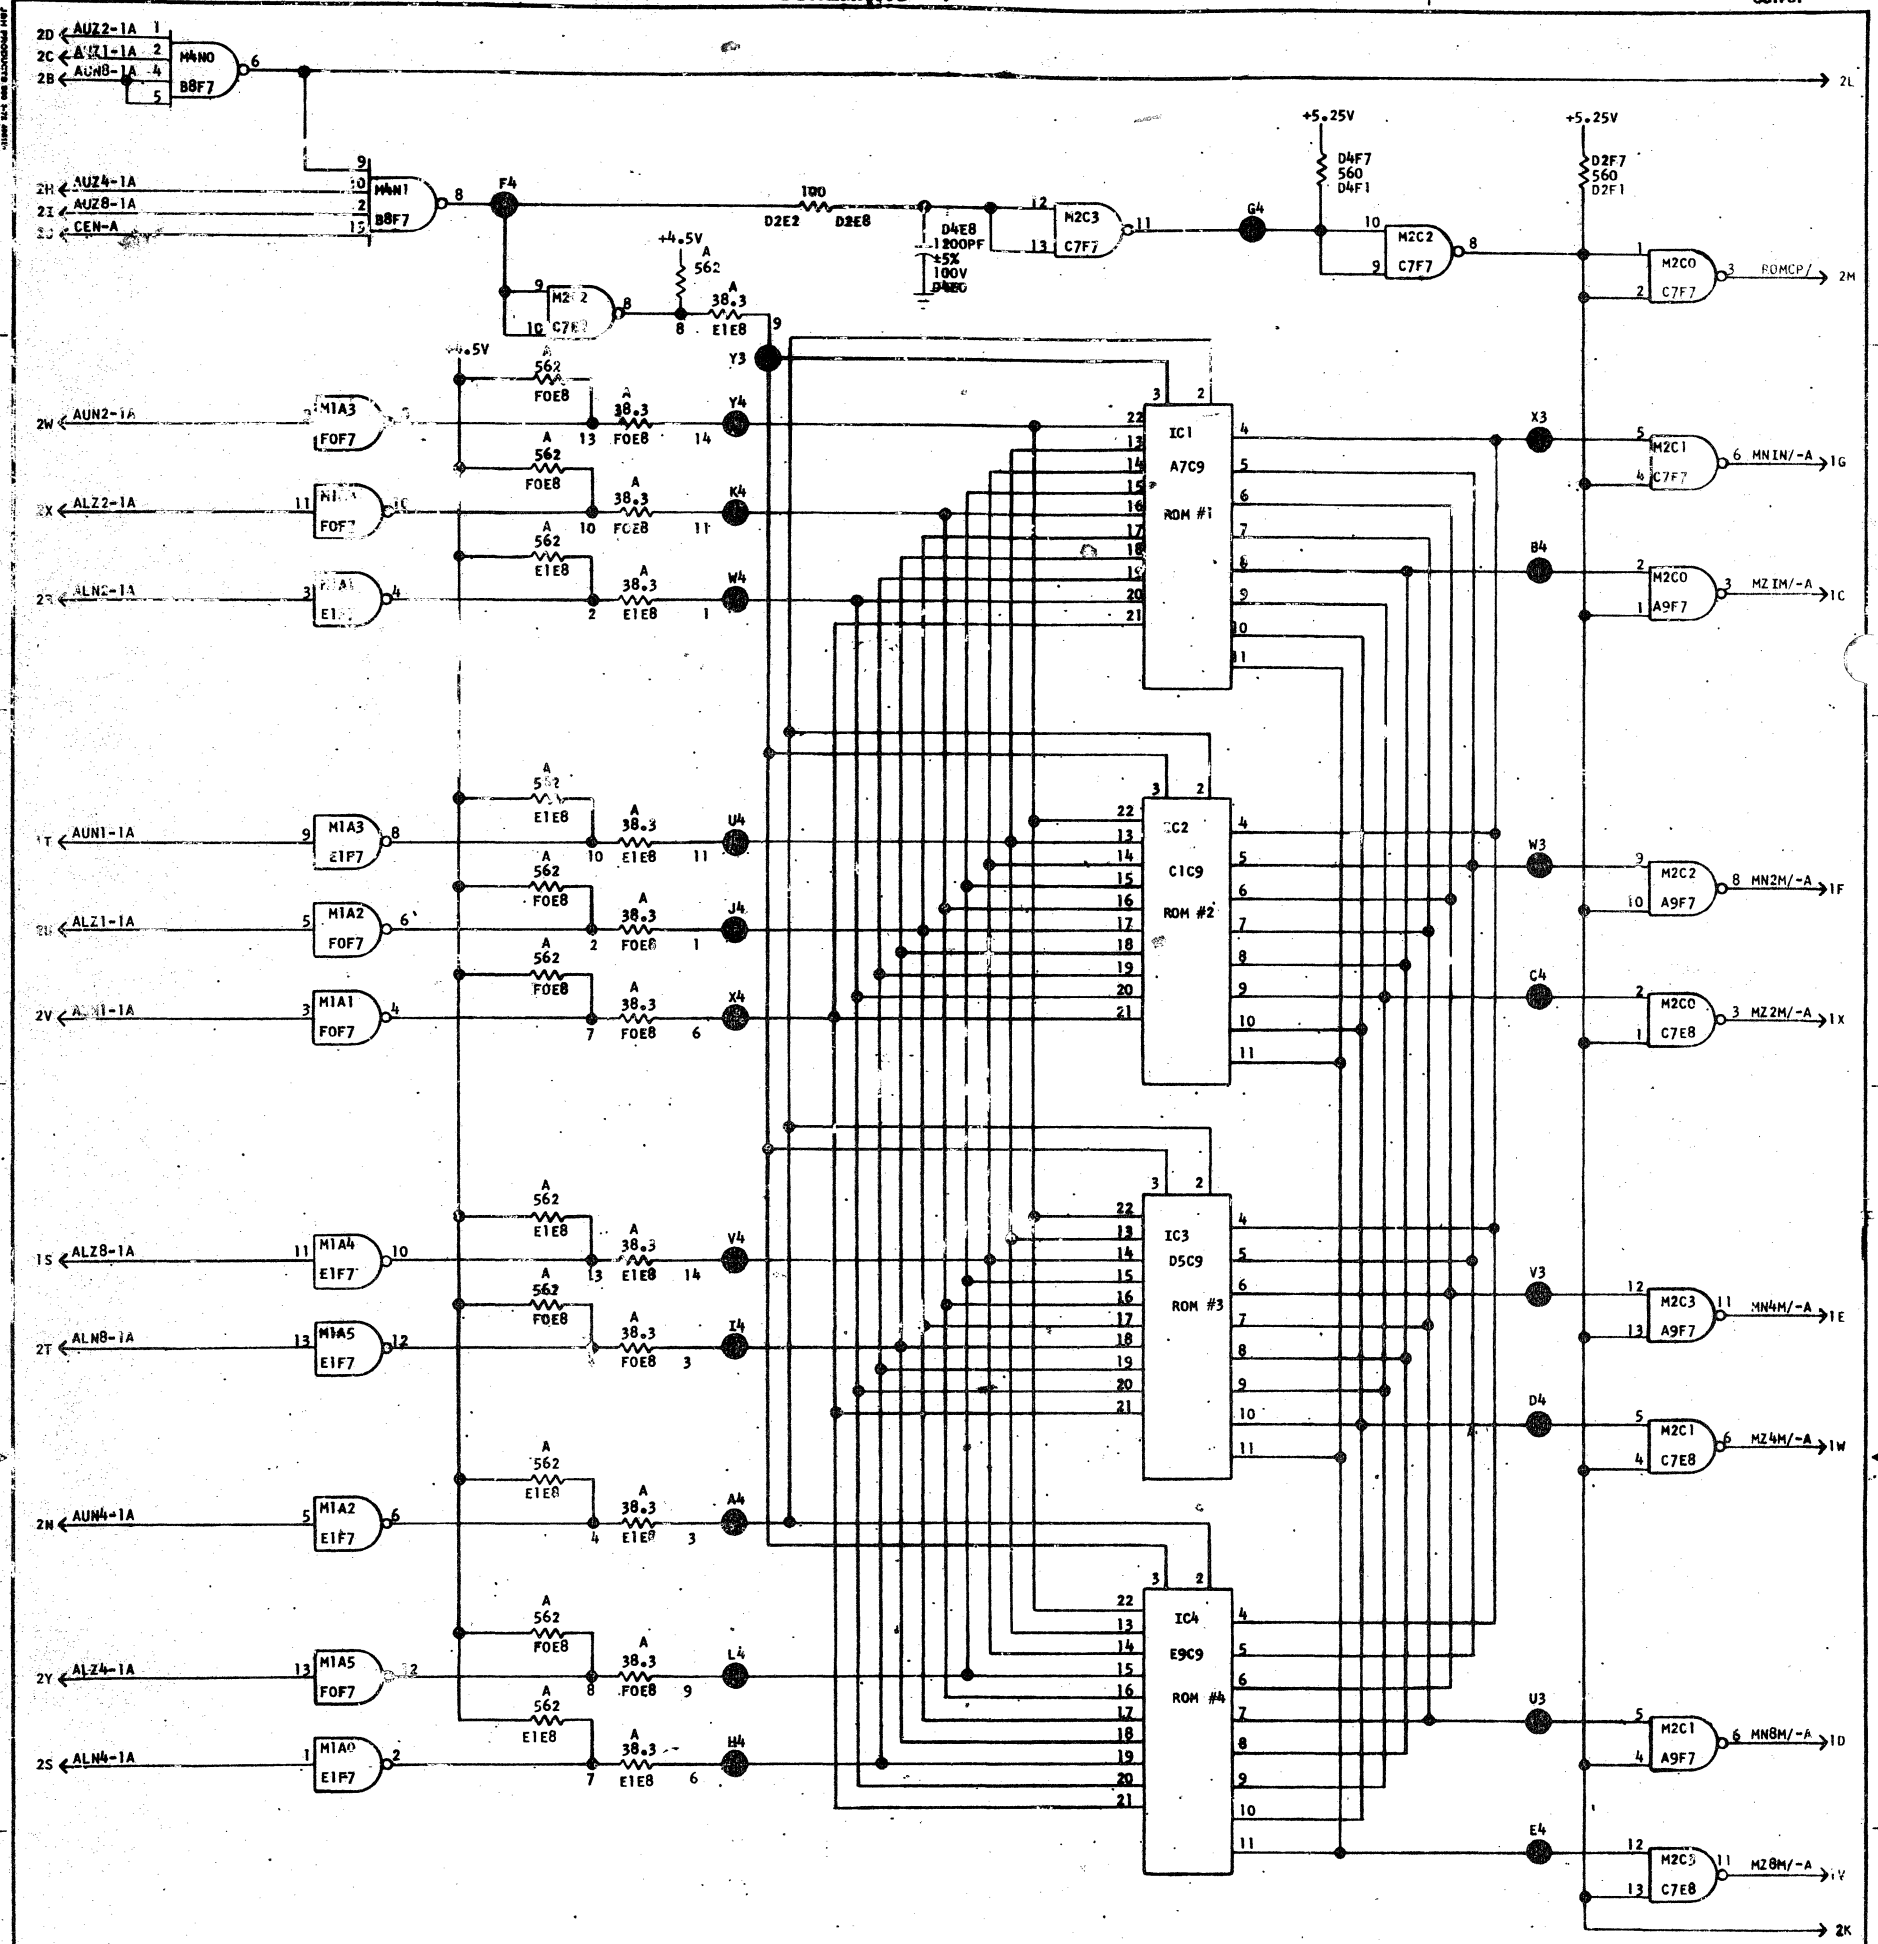 2D AUZ2-1A 1
2C AUZ1-1A 2
2B AUN8-1A 4
5
M4N0
B8F7
6
2L
9
2H AUZ4-1A 10
2I AUZ8-1A 2
CEN-A 13
M4N1
B8F7
8
F4
100
D2E2 D2E8
D4E8
1200PF
±5%
100V
12
13
M2C3
C7F7
11
G4
+5.25V
D4F7
560
D4F1
10
9
M2C2
C7F7
8
+5.25V
D2F7
560
D2F1
1
2
M2C0
C7F7
3 ROMCP/ 2M
9
10
8
+4.5V
A
562
8
A
38.3
E1E8
9
Y3
2W AUN2-1A
M1A3
F0F7
A
562
F0E8
13
A
38.3
F0E8
14
Y4
ALZ2-1A
11
F0F7
10
A
562
F0E8
10
A
38.3
F0E8
11
K4
ALN2-1A
3
4
A
562
E1E8
2
A
38.3
E1E8
1
W4
3 2
22
13
14
15
16
17
18
19
20
21
IC1
A7C9
ROM #1
4
5
6
7
8
9
10
11
X3
5
4
M2C1
C7F7
6 MNIN/-A 1G
B4
2
1
M2C0
A9F7
3 MZIM/-A 1C
AUN1-1A
9
M1A3
E1F7
8
A
562
E1E8
10
A
38.3
E1E8
11
U4
ALZ1-1A
5
M1A2
F0F7
6
A
562
F0E8
2
A
38.3
F0E8
1
J4
2V
3
M1A1
F0F7
4
A
562
F0E8
7
A
38.3
F0E8
6
X4
3 2
22
13
14
15
16
17
18
19
20
21
IC2
C1C9
ROM #2
4
5
6
7
8
9
10
11
W3
9
10
M2C2
A9F7
8 MN2M/-A 1F
C4
2
1
M2C0
C7E8
3 MZ2M/-A 1X
1S ALZ8-1A
11
M1A4
E1F7
10
A
562
E1E8
13
A
38.3
E1E8
14
V4
2T ALN8-1A
13
M1A5
E1F7
12
A
562
F0E8
A
38.3
F0E8
3
I4
3 2
22
13
14
15
16
17
18
19
20
21
IC3
D5C9
ROM #3
4
5
6
7
8
9
10
11
V3
12
13
M2C3
A9F7
11 MN4M/-A 1E
D4
5
4
M2C1
C7E8
6 MZ4M/-A 1W
2N AUN4-1A
5
M1A2
E1F7
6
A
562
E1E8
4
A
38.3
E1E8
3
A4
2Y ALZ4-1A
13
M1A5
F0F7
12
A
562
F0E8
8
A
38.3
F0E8
9
L4
2S ALN4-1A
1
M1A0
E1F7
2
A
562
E1E8
7
A
38.3
E1E8
6
H4
3 2
22
13
14
15
16
17
18
19
20
21
IC4
E9C9
ROM #4
4
5
6
7
8
9
10
11
U3
5
4
M2C1
A9F7
6 MN8M/-A 1D
E4
12
13
M2C3
C7E8
11 MZ8M/-A
2K